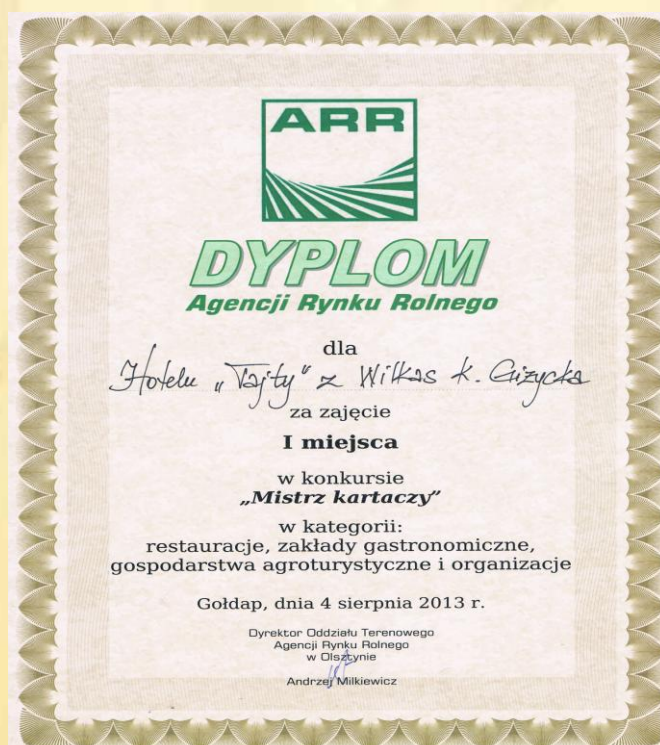 ARR
DYPLOM
Agencji Rynku Rolnego
dla
Hotelu „Tajty" z Wilkas k. Giżycka
za zajęcie
I miejsca
w konkursie
„Mistrz kartaczy”
w kategorii:
restauracje, zakłady gastronomiczne,
gospodarstwa agroturystyczne i organizacje
Gołdap, dnia 4 sierpnia 2013 r.
Dyrektor Oddziału Terenowego
Agencji Rynku Rolnego
w Olsztynie
Andrzej Milkiewicz